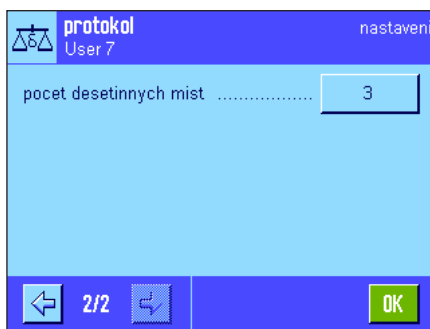 protokol
nastaveni
User 7
pocet desetinnych mist .................. 3
2/2
OK